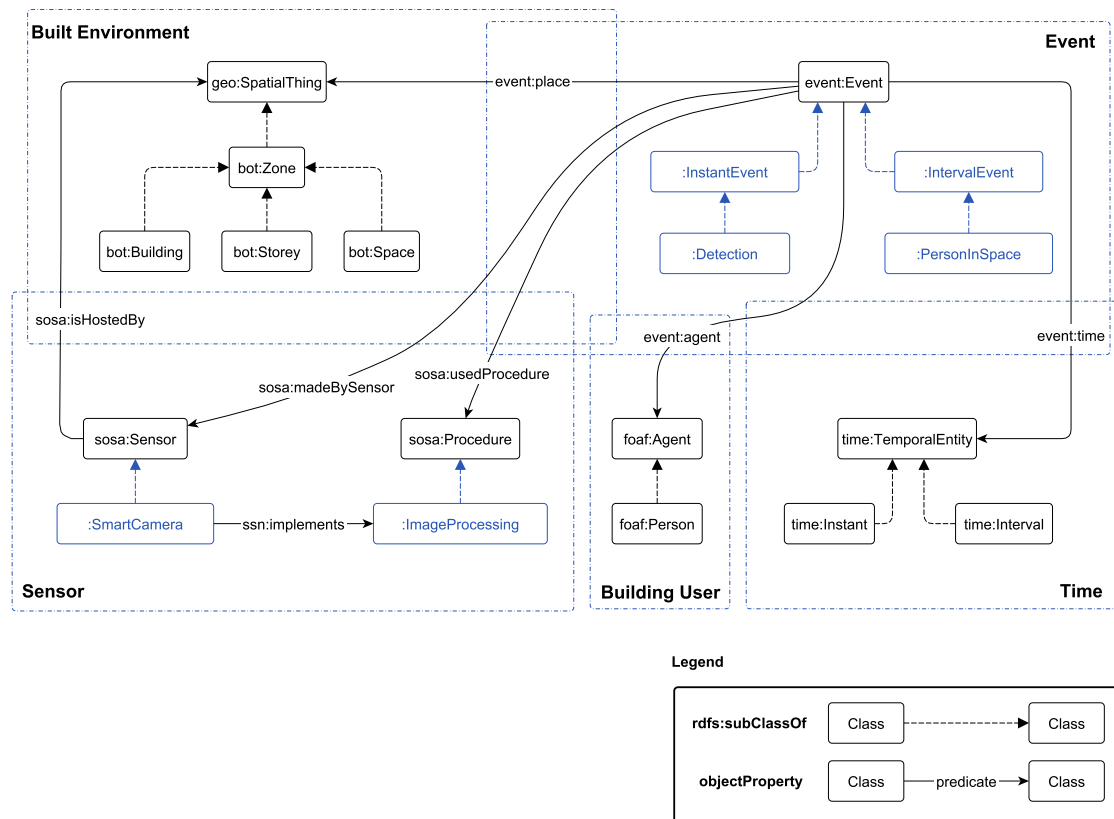 Built Environment
Event
geo:SpatialThing
event:place
event:Event
bot:Zone
:InstantEvent
:IntervalEvent
bot:Building
bot:Storey
bot:Space
:Detection
:PersonInSpace
sosa:isHostedBy
event:agent
event:time
sosa:madeBySensor
sosa:usedProcedure
sosa:Sensor
sosa:Procedure
foaf:Agent
time:TemporalEntity
:SmartCamera
ssn:implements
:ImageProcessing
foaf:Person
time:Instant
time:Interval
Sensor
Building User
Time
Legend
rdfs:subClassOf
Class
Class
objectProperty
Class
predicate
Class